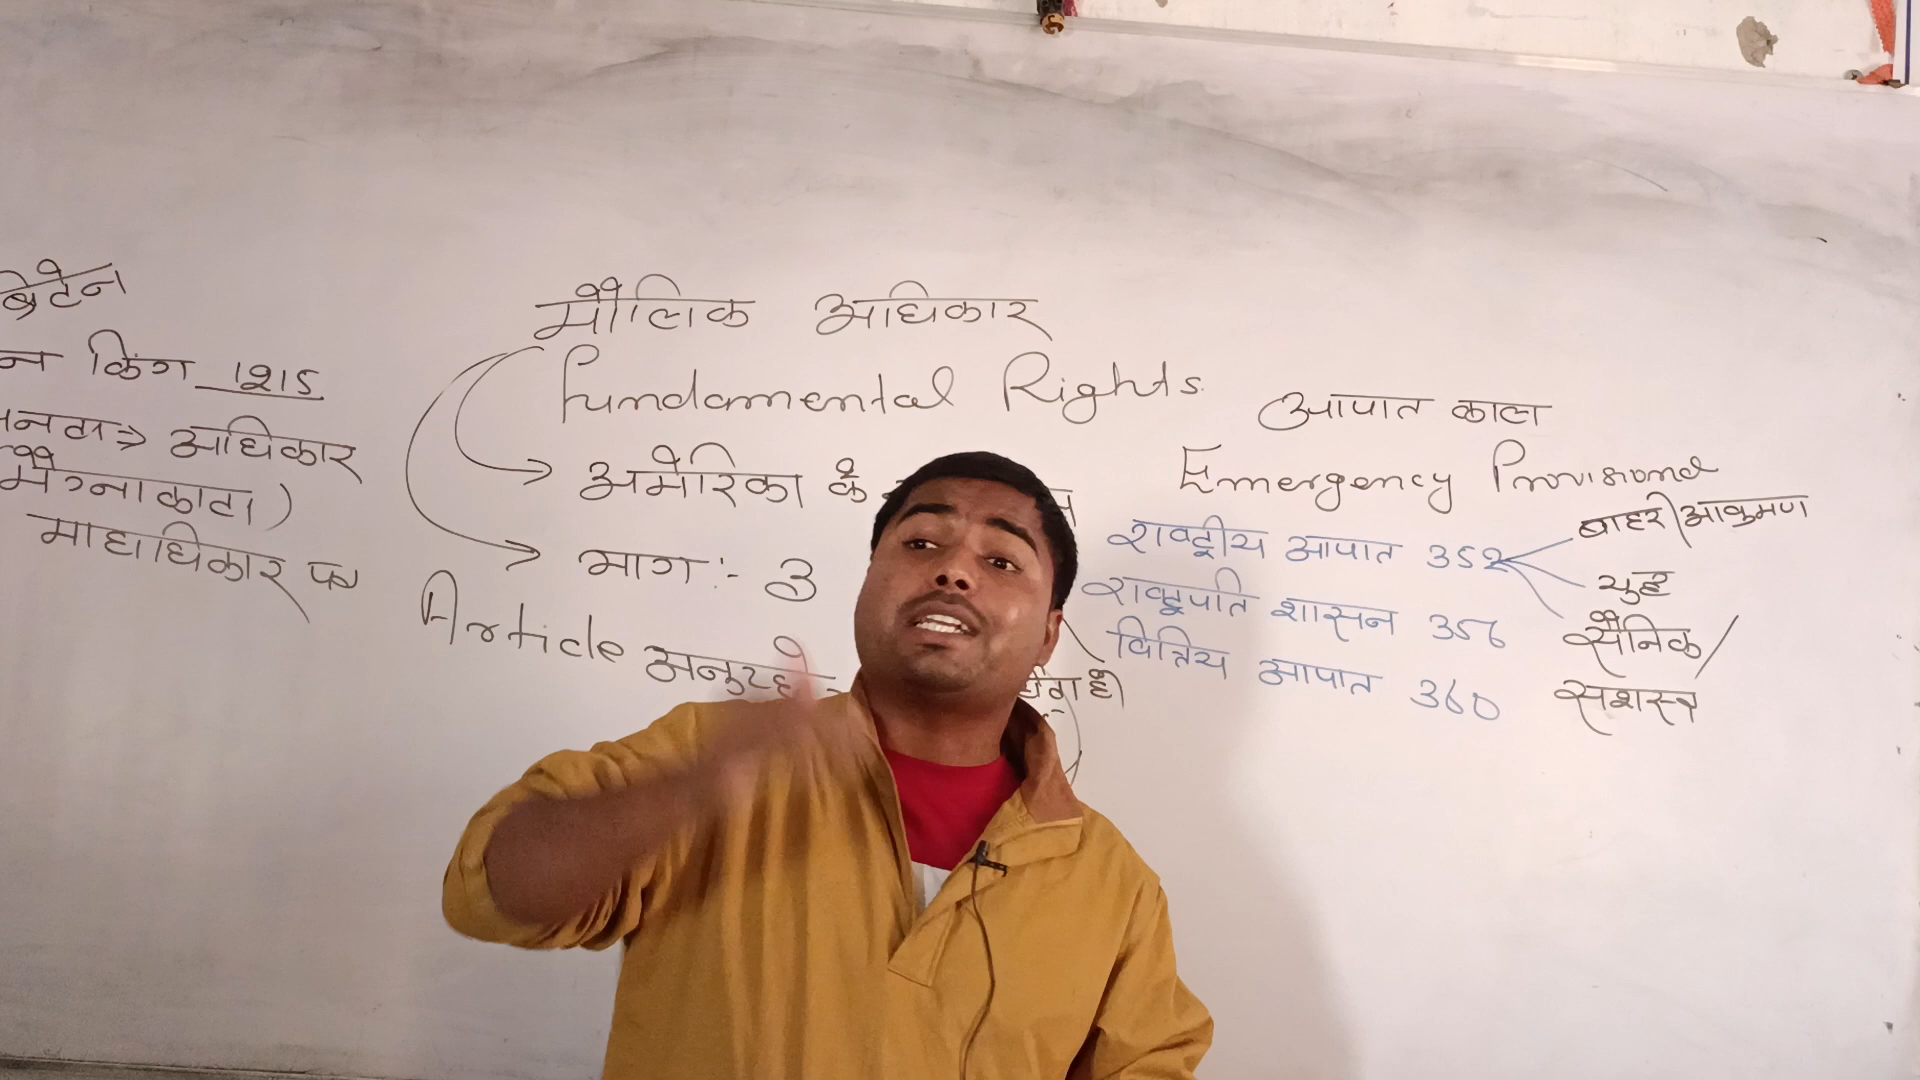 ब्रिटेन
न किंग 1215
जनता⇒ अधिकार
मैग्नाकार्टा)
माहाधिकार पत्र
मौलिक अधिकार
Fundamental Rights
→ अमेरिका के
→ भाग :- 3
Article अनुच्छे
आपात काल
Emergency Provisional
राष्ट्रीय आपात 352
राष्ट्रपति शासन 356
वित्तिय आपात 360
बाहरी आक्रमण
युद्ध
सैनिक/
सशस्त्र